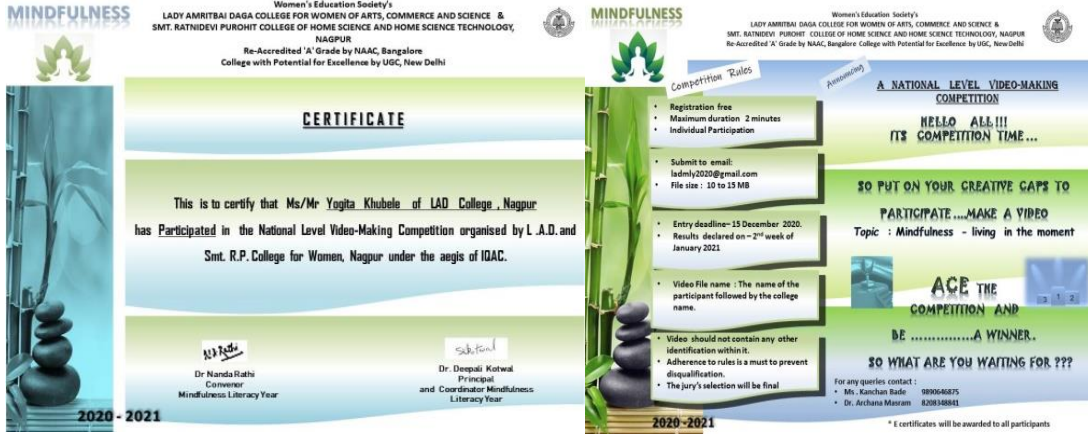 MINDFULNESS
Women's Education Society's
LADY AMRITBAI DAGA COLLEGE FOR WOMEN OF ARTS, COMMERCE AND SCIENCE &
SMT. RATNIDEVI PUROHIT COLLEGE OF HOME SCIENCE AND HOME SCIENCE TECHNOLOGY,
NAGPUR
Re-Accredited 'A' Grade by NAAC, Bangalore
College with Potential for Excellence by UGC, New Delhi
CERTIFICATE
This is to certify that Ms/Mr Yogita Khubele of LAD College , Nagpur
has Participated in the National Level Video-Making Competition organised by L .A.D. and
Smt. R.P. College for Women, Nagpur under the aegis of IQAC.
Dr Nanda Rathi
Convenor
Mindfulness Literacy Year
Dr. Deepali Kotwal
Principal
and Coordinator Mindfulness
Literacy Year
2020 - 2021
MINDFULNESS
Women's Education Society's
LADY AMRITBAI DAGA COLLEGE FOR WOMEN OF ARTS, COMMERCE AND SCIENCE &
SMT. RATNIDEVI PUROHIT COLLEGE OF HOME SCIENCE AND HOME SCIENCE TECHNOLOGY, NAGPUR
Re-Accredited 'A' Grade by NAAC, Bangalore College with Potential for Excellence by UGC, New Delhi
Competition Rules
• Registration free
• Maximum duration 2 minutes
• Individual Participation
• Submit to email:
ladmly2020@gmail.com
• File size : 10 to 15 MB
• Entry deadline– 15 December 2020.
• Results declared on – 2nd week of
January 2021
• Video File name : The name of the
participant followed by the college
name.
• Video should not contain any other
identification within it.
• Adherence to rules is a must to prevent
disqualification.
• The jury's selection will be final
2020 -2021
Announcing
A NATIONAL LEVEL VIDEO-MAKING
COMPETITION
HELLO ALL!!!
ITS COMPETITION TIME...
SO PUT ON YOUR CREATIVE CAPS TO
PARTICIPATE....MAKE A VIDEO
Topic : Mindfulness - living in the moment
3 1 2
ACE THE
COMPETITION AND
BE ...............A WINNER.
SO WHAT ARE YOU WAITING FOR ???
For any queries contact :
• Ms . Kanchan Bade 9890646875
• Dr. Archana Masram 8208348841
* E certificates will be awarded to all participants